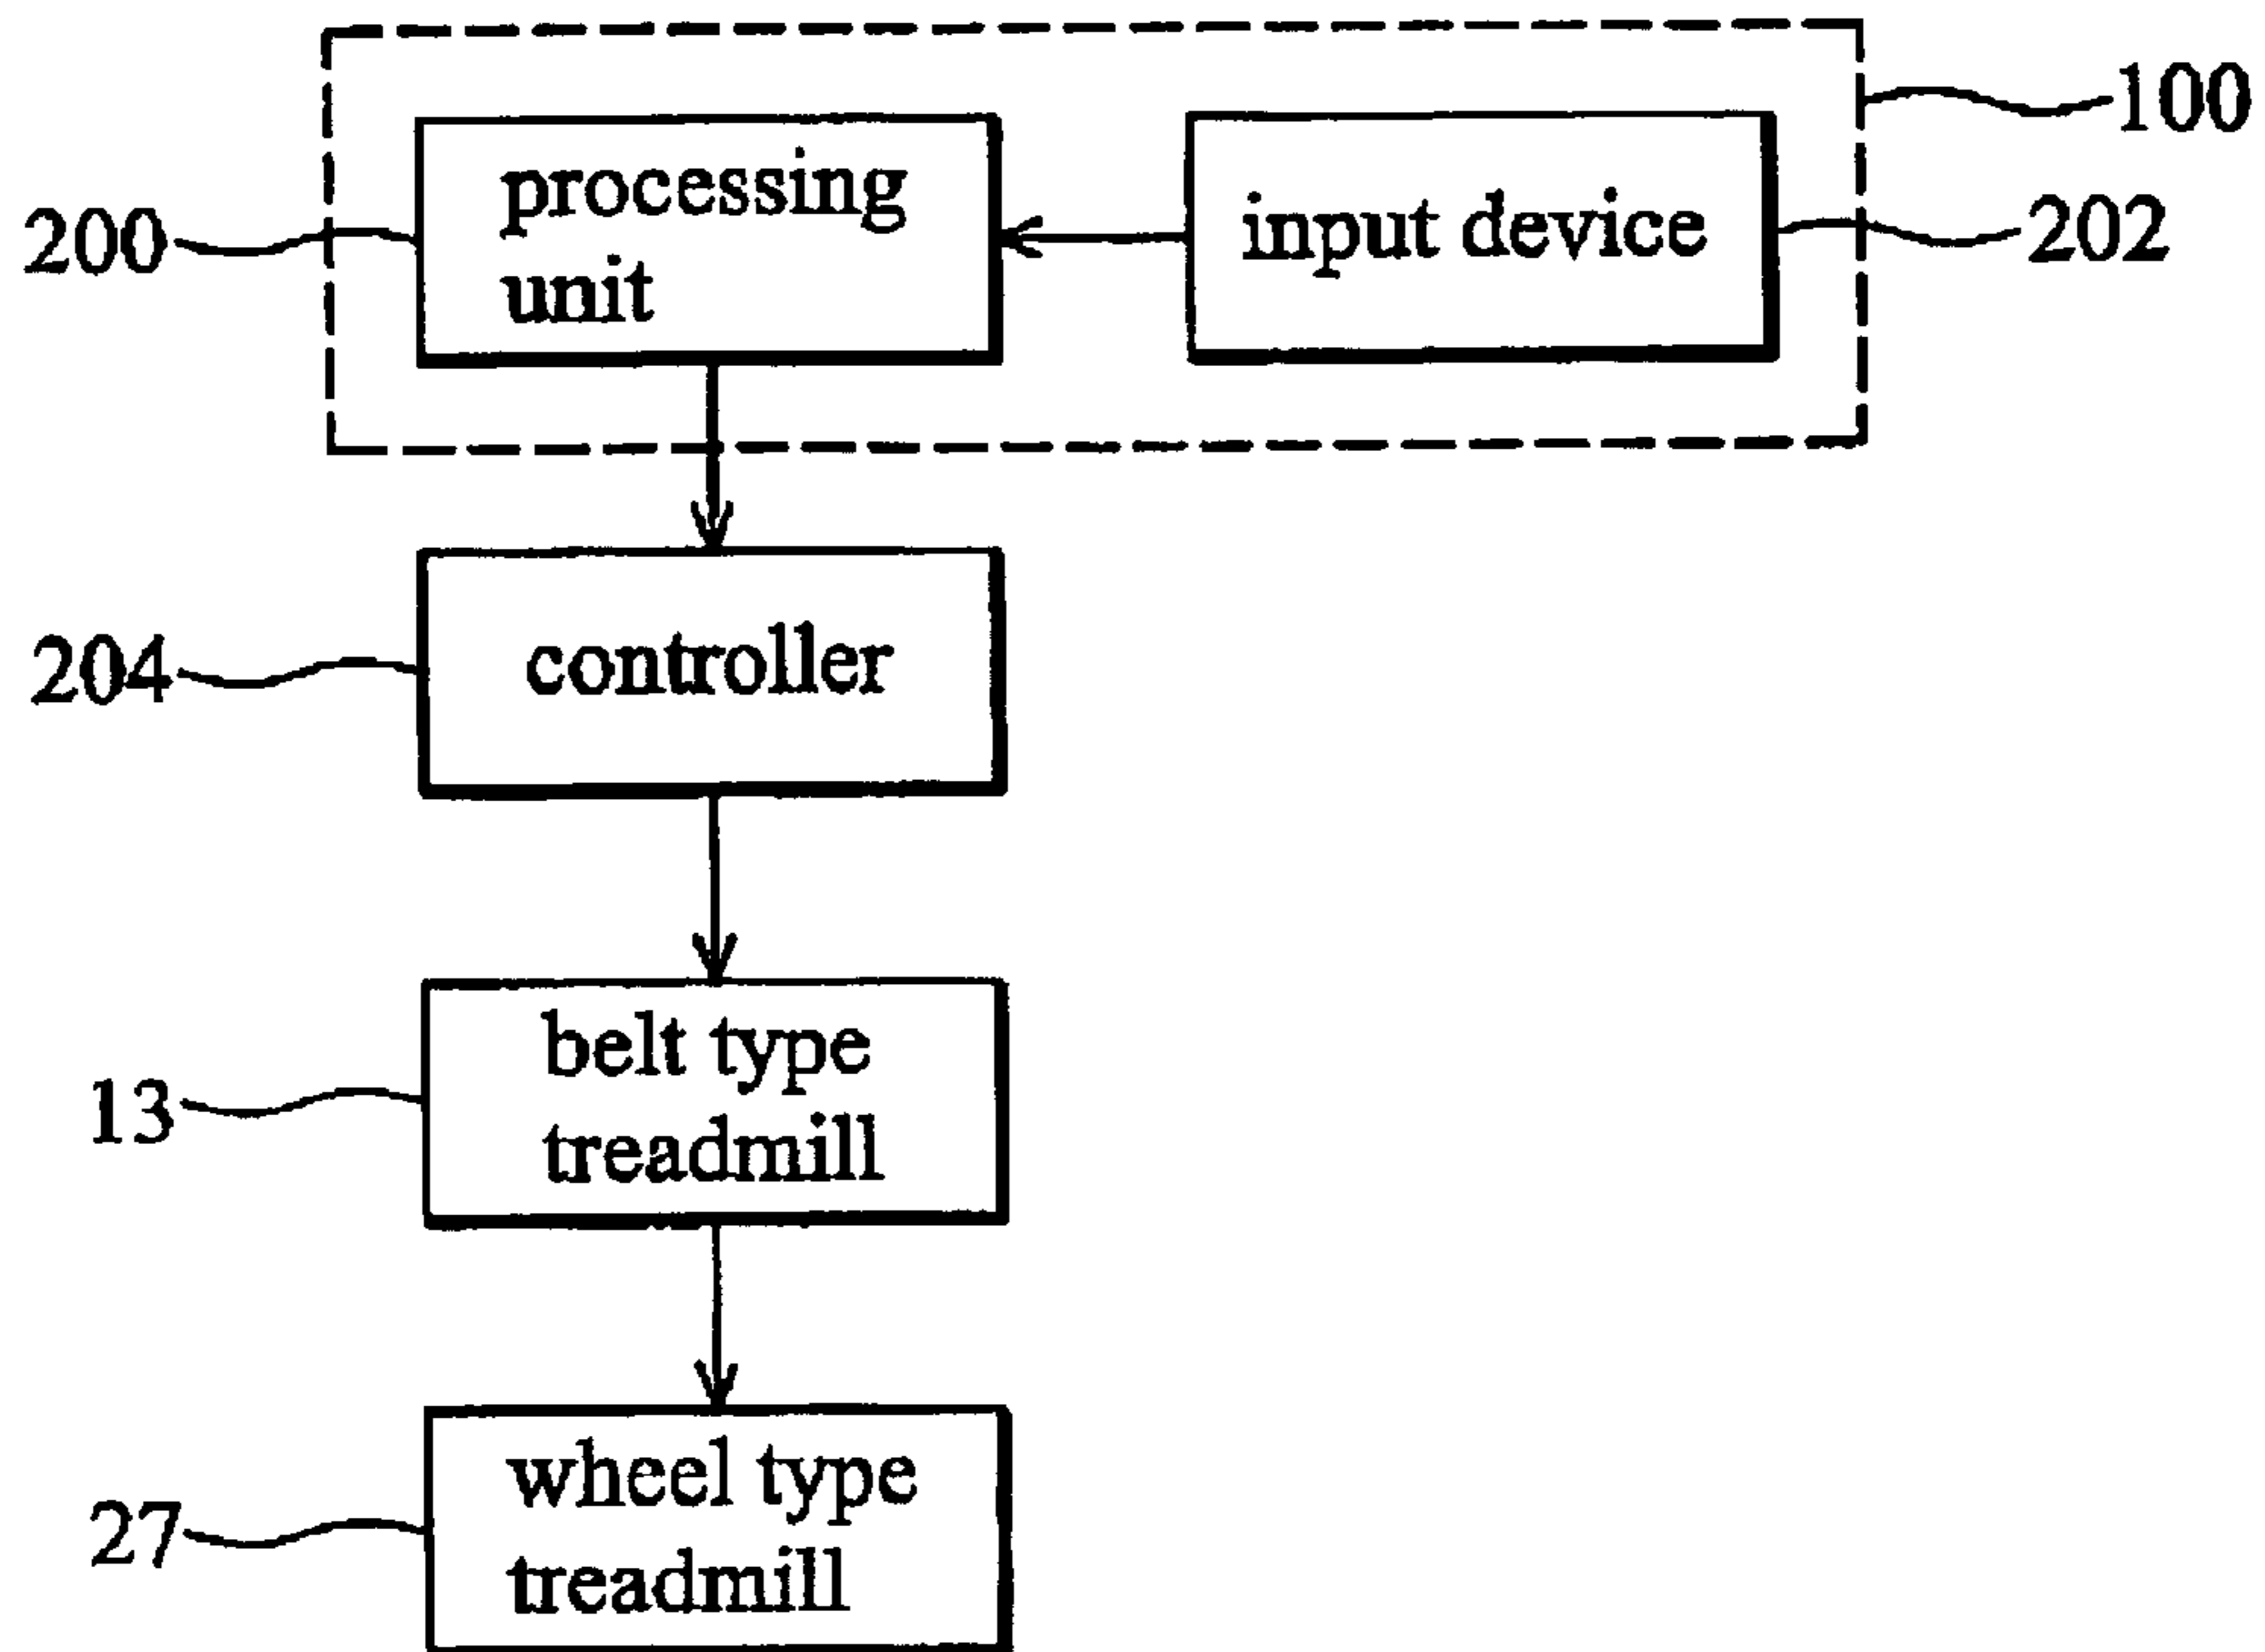 100
processing
unit
input device
200
202
controller
204
belt type
treadmill
13
wheel type
treadmill
27